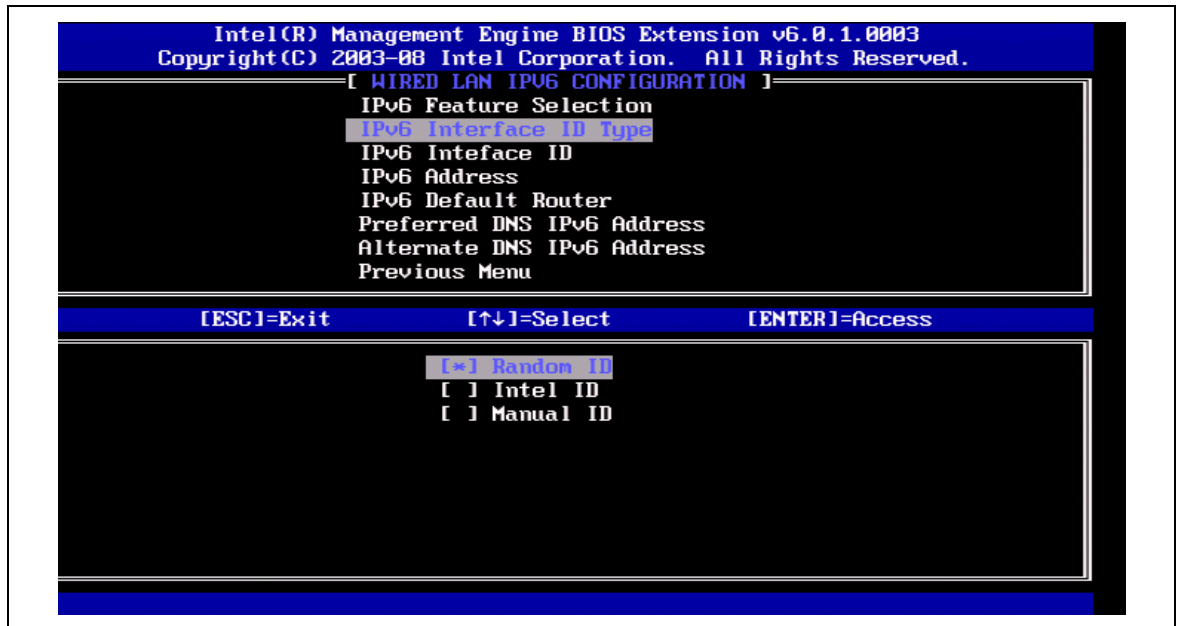 Intel(R) Management Engine BIOS Extension v6.0.1.0003
Copyright(C) 2003-08 Intel Corporation. All Rights Reserved.
[ WIRED LAN IPV6 CONFIGURATION ]
IPv6 Feature Selection
IPv6 Interface ID Type
IPv6 Inteface ID
IPv6 Address
IPv6 Default Router
Preferred DNS IPv6 Address
Alternate DNS IPv6 Address
Previous Menu
[ESC]=Exit [↑↓]=Select [ENTER]=Access
[*] Random ID
[ ] Intel ID
[ ] Manual ID